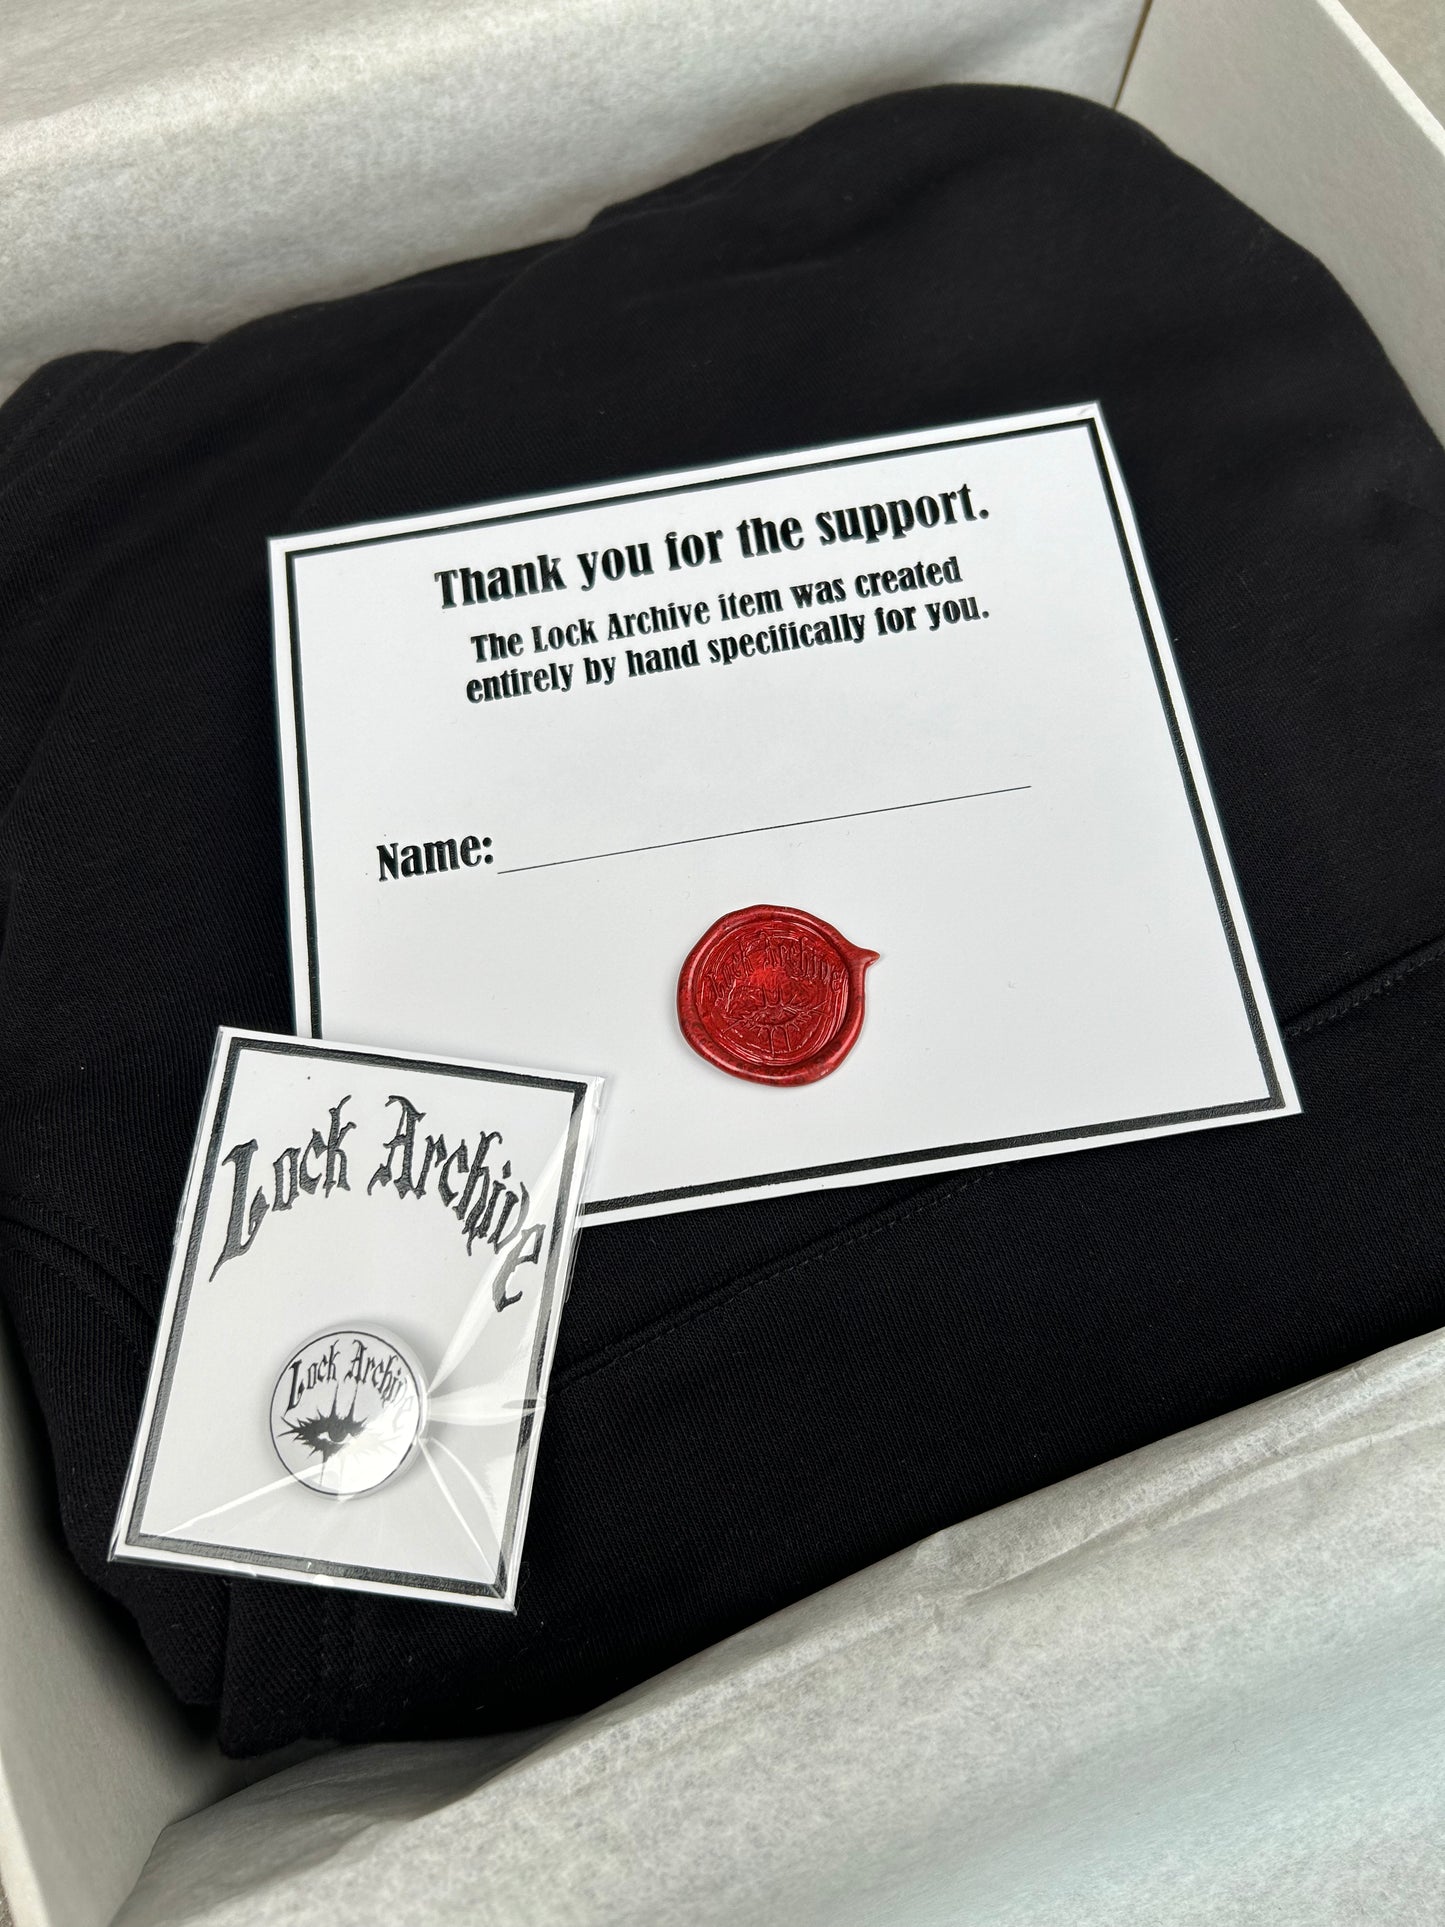 Thank you for the support.
The Lock Archive item was created
entirely by hand specifically for you.
Name:
Lock Archive
Lock Archive
Lock Archive